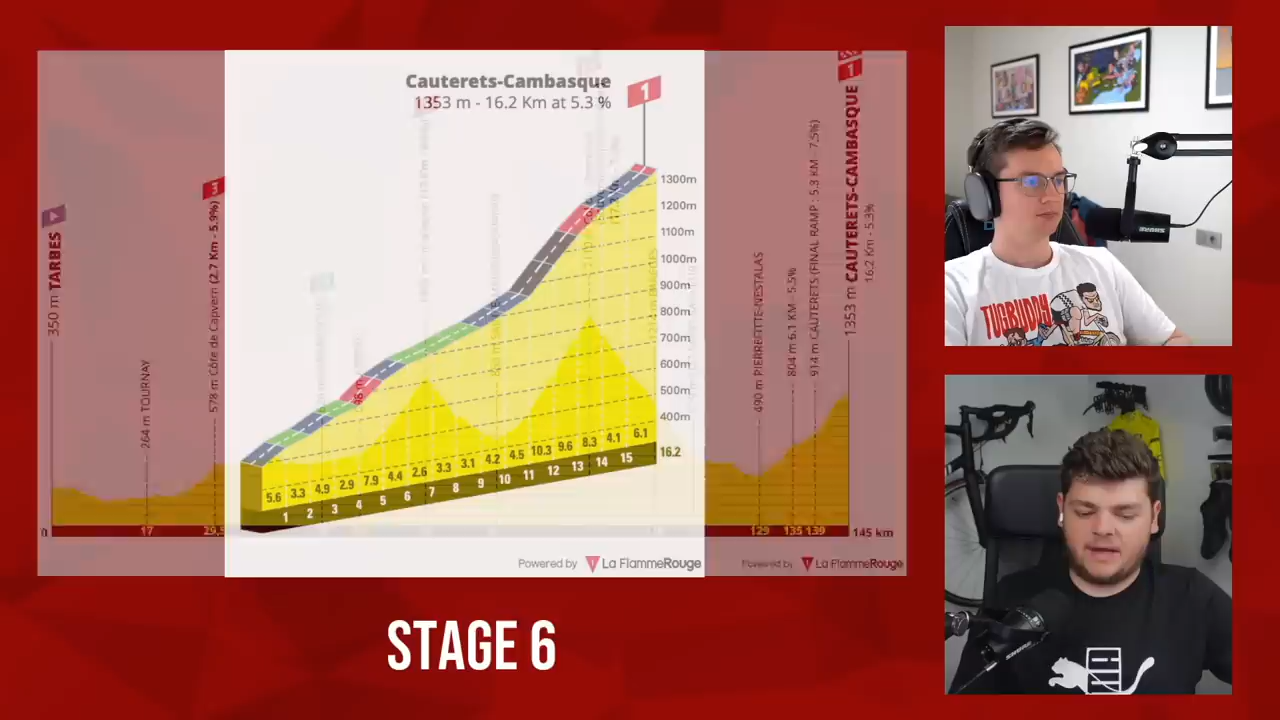 Cauterets-Cambasque
1353 m - 16.2 Km at 5.3 %
1
1300m
1200m
1100m
1000m
900m
800m
700m
600m
500m
400m
5.6 3.3 4.9 2.9 7.9 4.4 2.6 3.3 3.1 4.2 4.5 10.3 9.6 8.3 4.1 6.1
1 2 3 4 5 6 7 8 9 10 11 12 13 14 15 16.2
Powered by La FlammeRouge
350 m TARBES
264 m TOURNAY
3
578 m Côte de Capvern (2.7 Km - 5.9%)
490 m PIERREFITTE-NESTALAS
804 m 6.1 KM - 5.5%
914 m CAUTERETS (FINAL RAMP : 5.3 KM - 7.5%)
1
1353 m CAUTERETS-CAMBASQUE
16.2 Km - 5.3%
0 17 29,5 129 135 139 145 km
Powered by La FlammeRouge
STAGE 6
TUGBUDDY
SHURE
SHURE